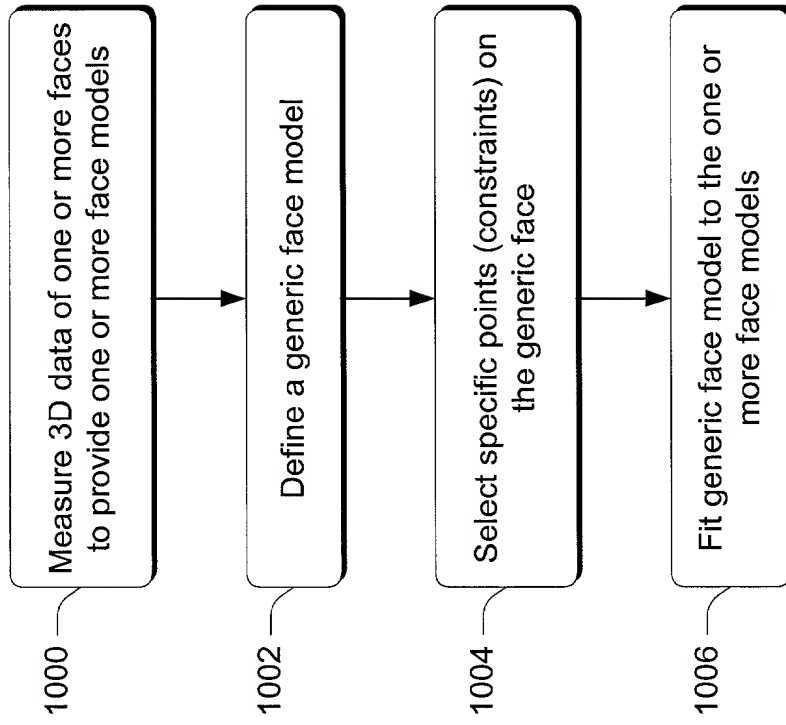 1000
Measure 3D data of one or more faces
to provide one or more face models
1002
Define a generic face model
1004
Select specific points (constraints) on
the generic face
1006
Fit generic face model to the one or
more face models